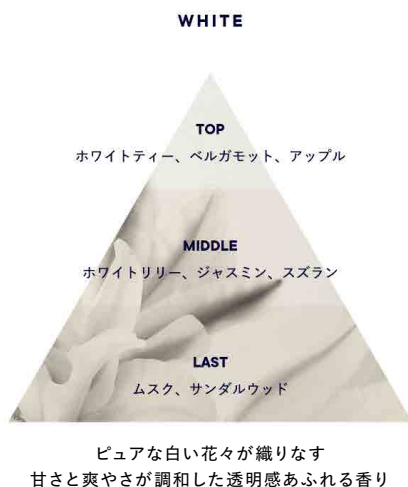 WHITE
TOP
ホワイトティー、ベルガモット、アップル
MIDDLE
ホワイトリリー、ジャスミン、スズラン
LAST
ムスク、サンダルウッド
ピュアな白い花々が織りなす
甘さと爽やさが調和した透明感あふれる香り